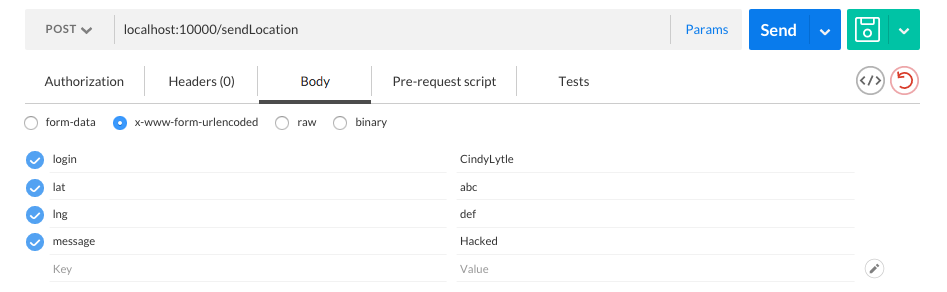 POST localhost:10000/sendLocation Params Send
Authorization Headers (0) Body Pre-request script Tests </>
form-data x-www-form-urlencoded raw binary
login CindyLytle
lat abc
lng def
message Hacked
Key Value